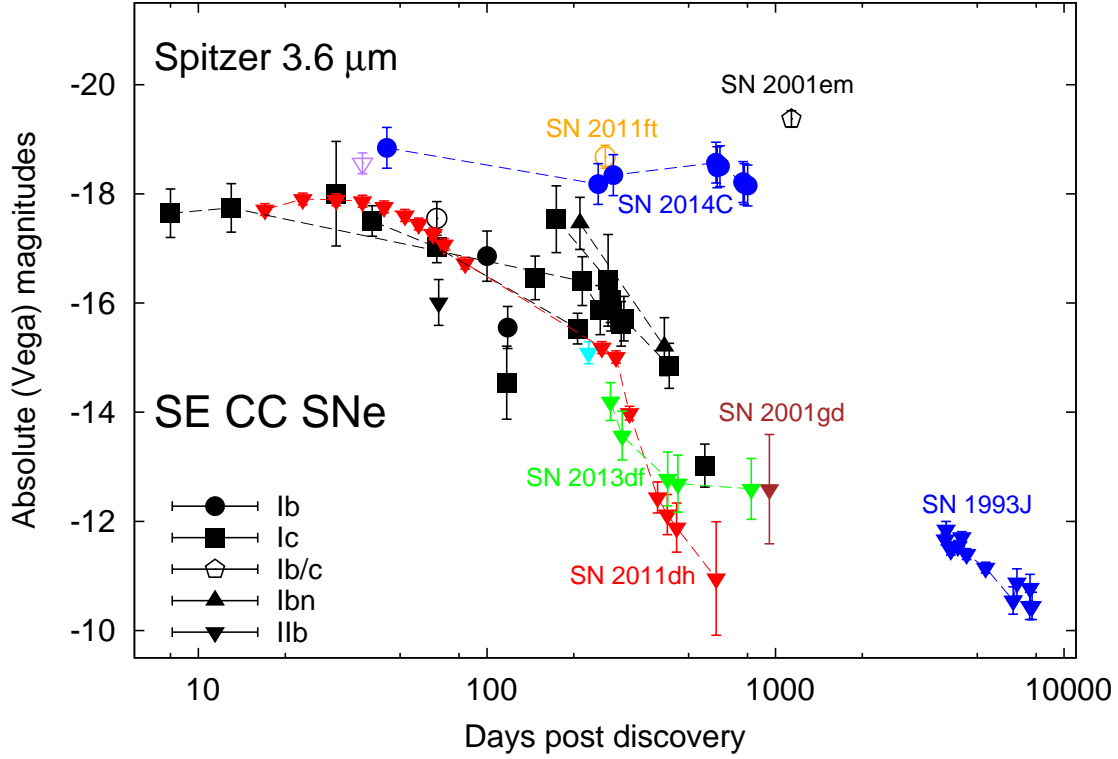 Spitzer 3.6 μm
SN 2001em
SN 2011ft
SN 2014C
SE CC SNe
SN 2001gd
SN 2013df
SN 1993J
SN 2011dh
Ib
Ic
Ib/c
Ibn
IIb
Absolute (Vega) magnitudes
-20
-18
-16
-14
-12
-10
10
100
1000
10000
Days post discovery